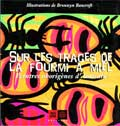 Illustrations de Bronwyn Bancroft
SUR LES TRACES DE
LA FOURMI À MIEL
Peintres aborigènes d'Australie